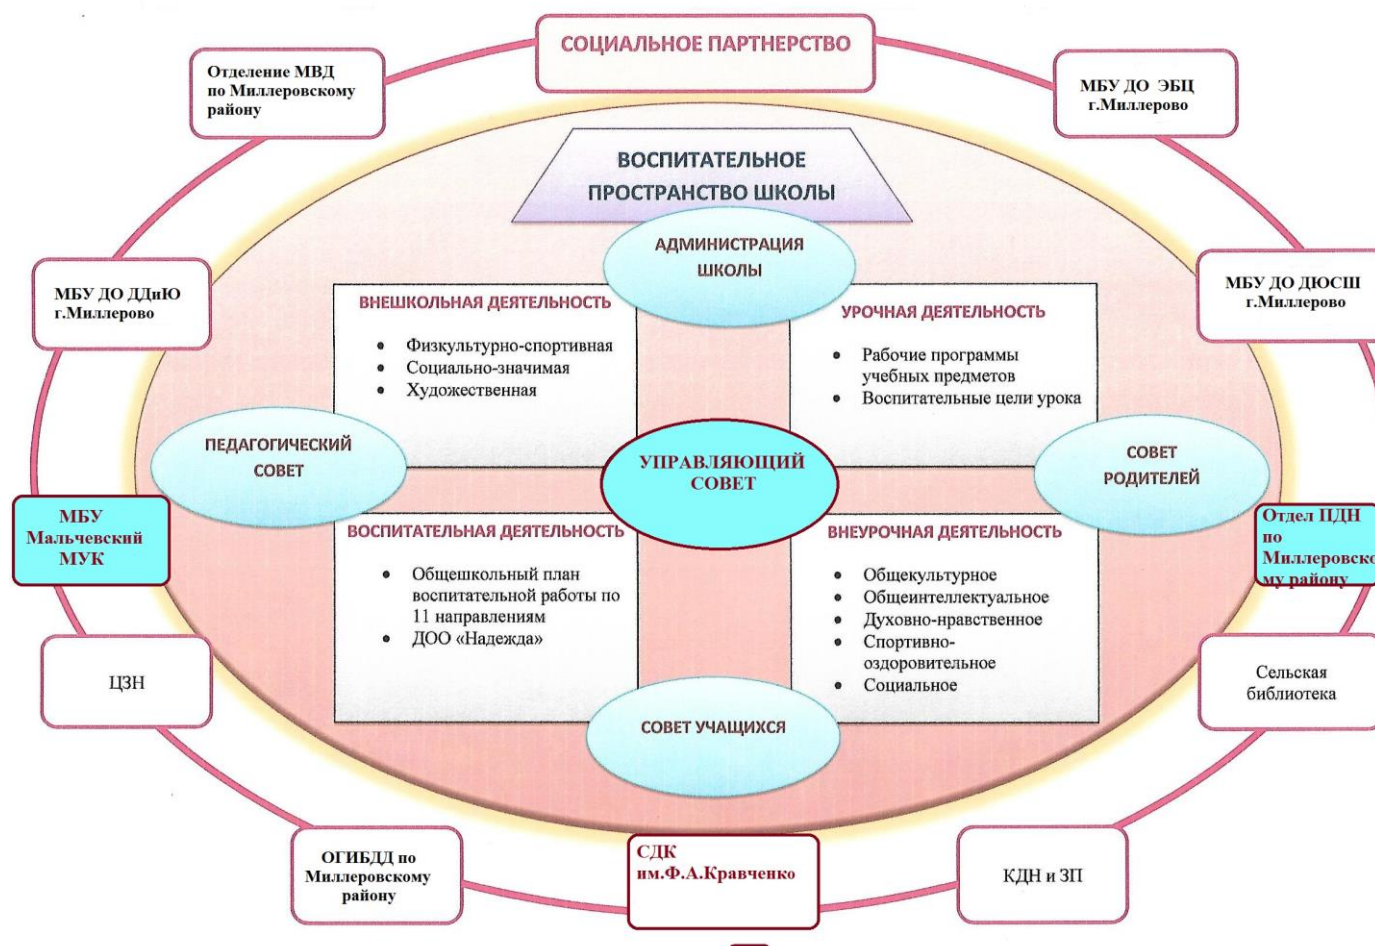 СОЦИАЛЬНОЕ ПАРТНЕРСТВО
Отделение МВД
по Миллеровскому
району
МБУ ДО ЭБЦ
г.Миллерово
ВОСПИТАТЕЛЬНОЕ
ПРОСТРАНСТВО ШКОЛЫ
АДМИНИСТРАЦИЯ
ШКОЛЫ
МБУ ДО ДДиЮ
г.Миллерово
МБУ ДО ДЮСШ
г.Миллерово
ВНЕШКОЛЬНАЯ ДЕЯТЕЛЬНОСТЬ
• Физкультурно-спортивная
• Социально-значимая
• Художественная
УРОЧНАЯ ДЕЯТЕЛЬНОСТЬ
• Рабочие программы
учебных предметов
• Воспитательные цели урока
ПЕДАГОГИЧЕСКИЙ
СОВЕТ
УПРАВЛЯЮЩИЙ
СОВЕТ
СОВЕТ
РОДИТЕЛЕЙ
МБУ
Мальчевский
МУК
Отдел ПДН
по
Миллеровско
му району
ВОСПИТАТЕЛЬНАЯ ДЕЯТЕЛЬНОСТЬ
• Общешкольный план
воспитательной работы по
11 направлениям
• ДОО «Надежда»
ВНЕУРОЧНАЯ ДЕЯТЕЛЬНОСТЬ
• Общекультурное
• Общеинтеллектуальное
• Духовно-нравственное
• Спортивно-
оздоровительное
• Социальное
ЦЗН
Сельская
библиотека
СОВЕТ УЧАЩИХСЯ
ОГИБДД по
Миллеровскому
району
СДК
им.Ф.А.Кравченко
КДН и ЗП